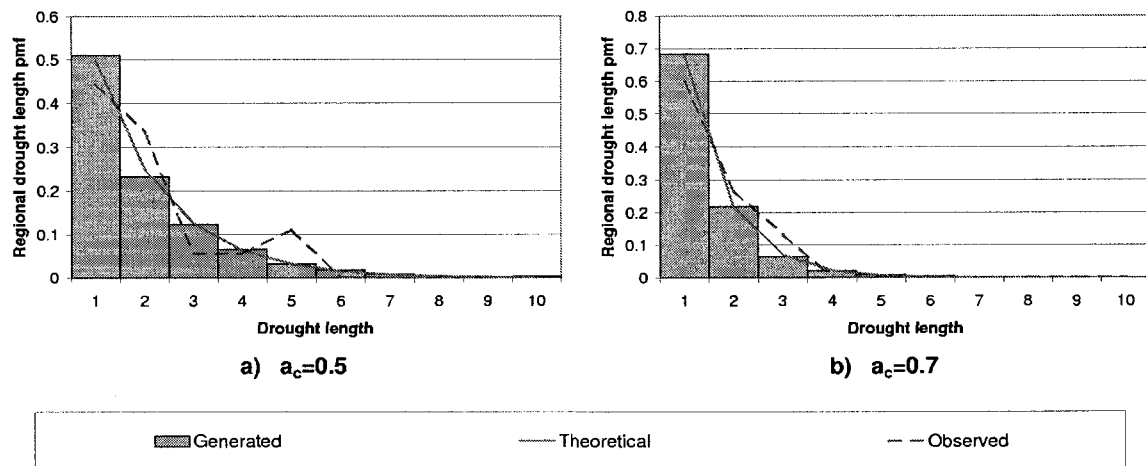 Regional drought length pmf
0.6
0.5
0.4
0.3
0.2
0.1
0
1 2 3 4 5 6 7 8 9 10
Drought length
a) a_c=0.5
Regional drought length pmf
0.8
0.7
0.6
0.5
0.4
0.3
0.2
0.1
0
1 2 3 4 5 6 7 8 9 10
Drought length
b) a_c=0.7
Generated Theoretical Observed